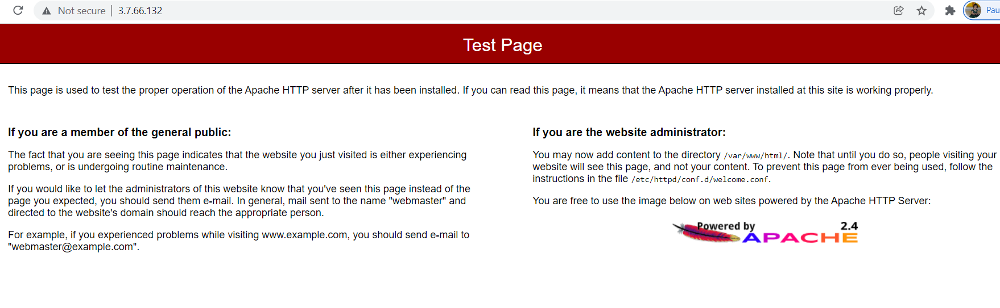 Not secure | 3.7.66.132
Pau
Test Page
This page is used to test the proper operation of the Apache HTTP server after it has been installed. If you can read this page, it means that the Apache HTTP server installed at this site is working properly.
If you are a member of the general public:
The fact that you are seeing this page indicates that the website you just visited is either experiencing
problems, or is undergoing routine maintenance.
If you would like to let the administrators of this website know that you've seen this page instead of the
page you expected, you should send them e-mail. In general, mail sent to the name "webmaster" and
directed to the website's domain should reach the appropriate person.
For example, if you experienced problems while visiting www.example.com, you should send e-mail to
"webmaster@example.com".
If you are the website administrator:
You may now add content to the directory /var/www/html/. Note that until you do so, people visiting your
website will see this page, and not your content. To prevent this page from ever being used, follow the
instructions in the file /etc/httpd/conf.d/welcome.conf.
You are free to use the image below on web sites powered by the Apache HTTP Server:
Powered by 2.4
APACHE